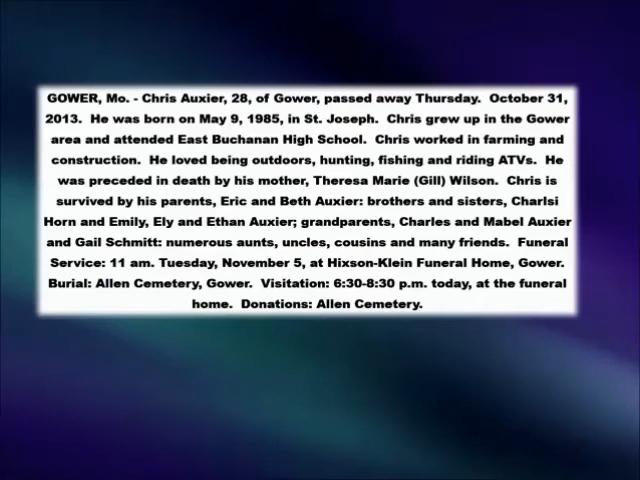 GOWER, Mo. - Chris Auxier, 28, of Gower, passed away Thursday.  October 31,
2013.  He was born on May 9, 1985, in St. Joseph.  Chris grew up in the Gower
area and attended East Buchanan High School.  Chris worked in farming and
construction.  He loved being outdoors, hunting, fishing and riding ATVs.  He
was preceded in death by his mother, Theresa Marie (Gill) Wilson.  Chris is
survived by his parents, Eric and Beth Auxier: brothers and sisters, Charlsi
Horn and Emily, Ely and Ethan Auxier; grandparents, Charles and Mabel Auxier
and Gail Schmitt: numerous aunts, uncles, cousins and many friends.  Funeral
Service: 11 am. Tuesday, November 5, at Hixson-Klein Funeral Home, Gower.
Burial: Allen Cemetery, Gower.  Visitation: 6:30-8:30 p.m. today, at the funeral
home.  Donations: Allen Cemetery.